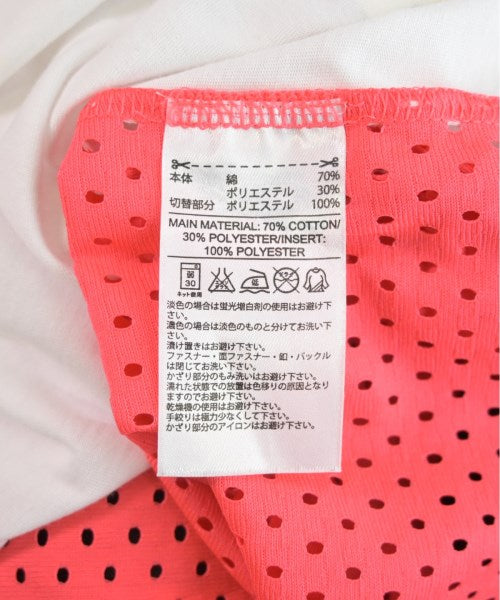 本体 綿 70%
ポリエステル 30%
切替部分 ポリエステル 100%
MAIN MATERIAL: 70% COTTON/
30% POLYESTER/INSERT:
100% POLYESTER
弱
30
ネット使用
淡色の場合は蛍光増白剤の使用はお避け下
さい。
濃色の場合は淡色のものと分けてお洗い下
さい。
漬け置きはお避け下さい。
ファスナー・面ファスナー・釦・バックル
は閉じてお洗い下さい。
かざり部分のもみ洗いはお避け下さい。
濡れた状態での放置は色移りの原因となり
ますのでお避け下さい。
乾燥機の使用はお避け下さい。
手絞りは極力少なくして下さい。
かざり部分のアイロンはお避け下さい。